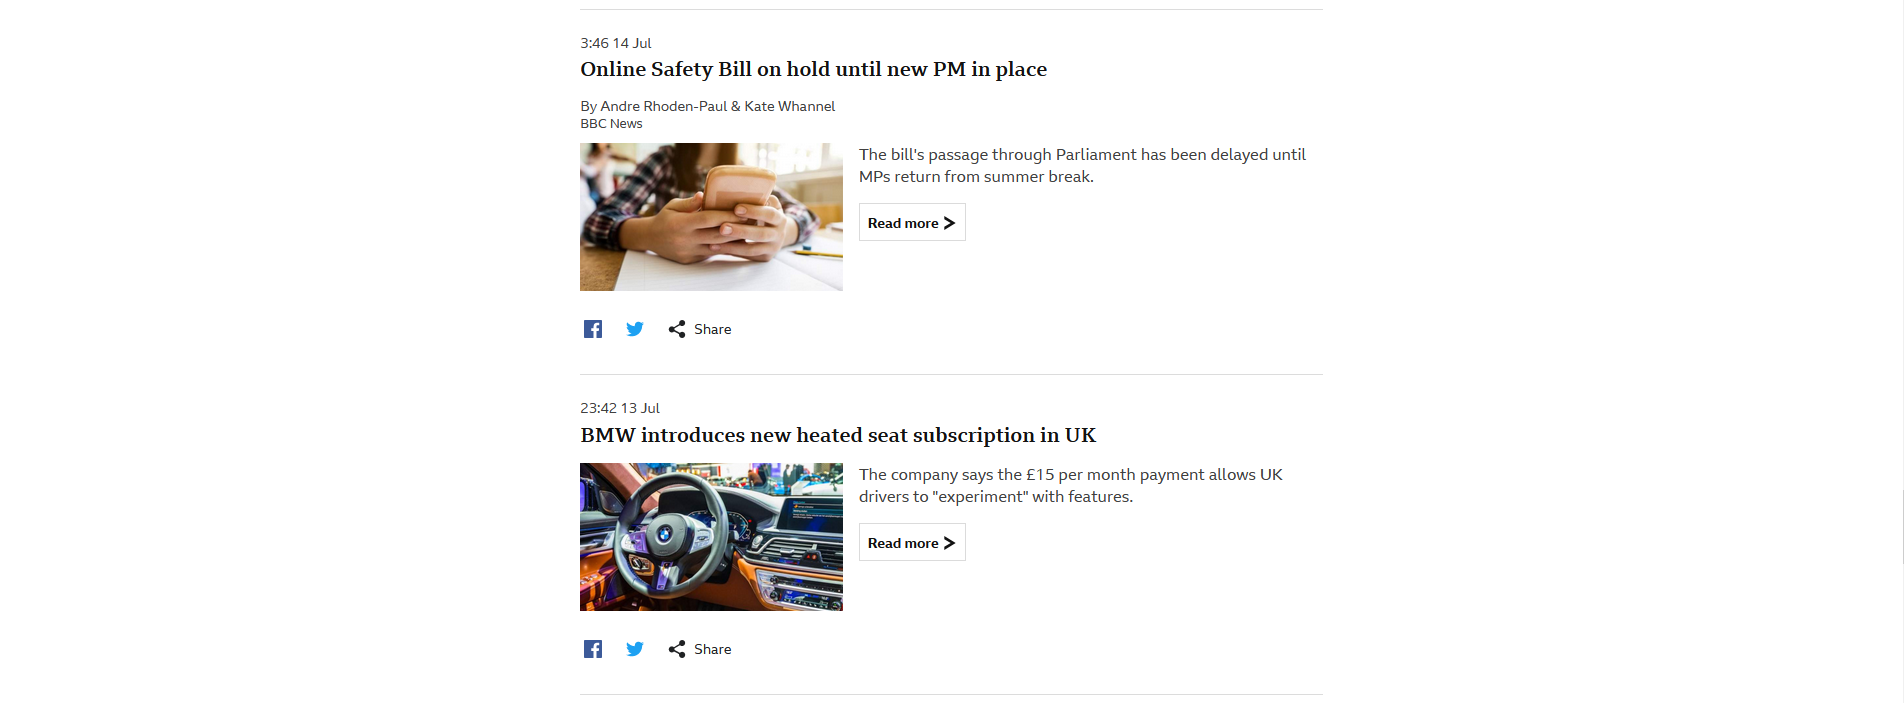 3:46 14 Jul
Online Safety Bill on hold until new PM in place
By Andre Rhoden-Paul & Kate Whannel
BBC News
The bill's passage through Parliament has been delayed until
MPs return from summer break.
Read more
Share
23:42 13 Jul
BMW introduces new heated seat subscription in UK
The company says the £15 per month payment allows UK
drivers to "experiment" with features.
Read more
Share